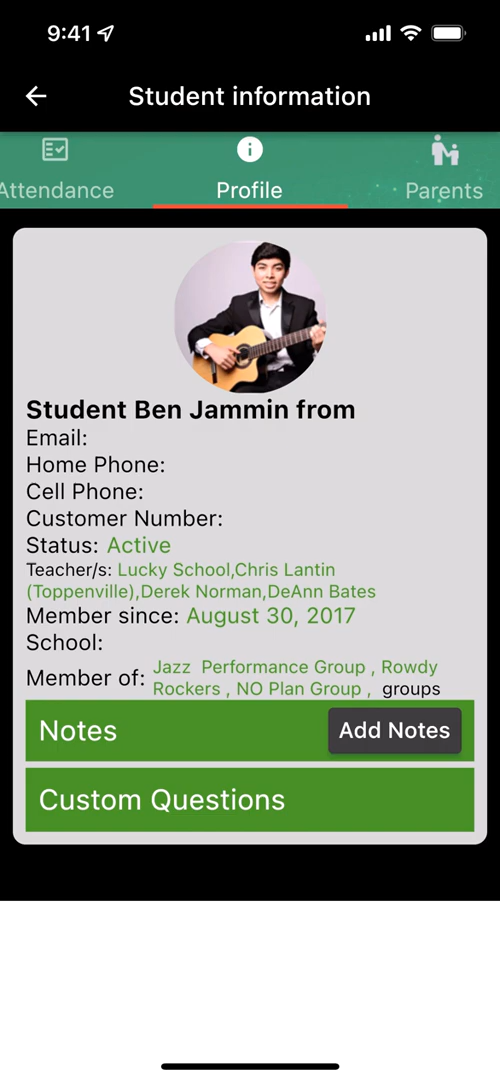 9:41
Student information
Attendance
Profile
Parents
Student Ben Jammin from
Email:
Home Phone:
Cell Phone:
Customer Number:
Status: Active
Teacher/s: Lucky School,Chris Lantin
(Toppenville),Derek Norman,DeAnn Bates
Member since: August 30, 2017
School:
Member of: Jazz  Performance Group , Rowdy
Rockers , NO Plan Group ,  groups
Notes
Add Notes
Custom Questions